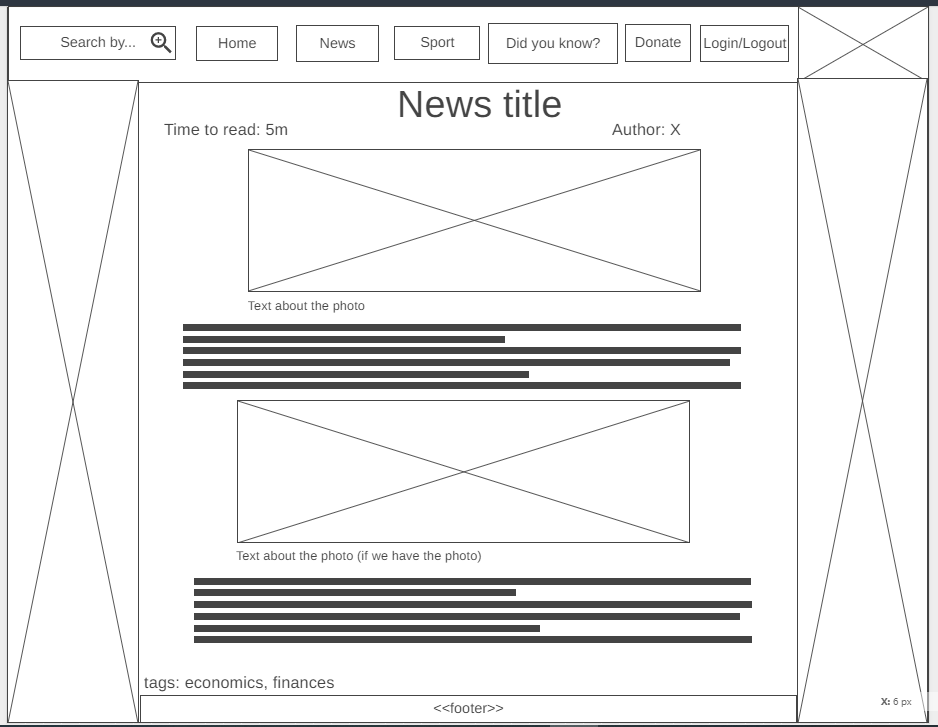 Search by... Home News Sport Did you know? Donate Login/Logout
News title
Time to read: 5m Author: X
Text about the photo
Text about the photo (if we have the photo)
tags: economics, finances
X: 6 px
<<footer>>